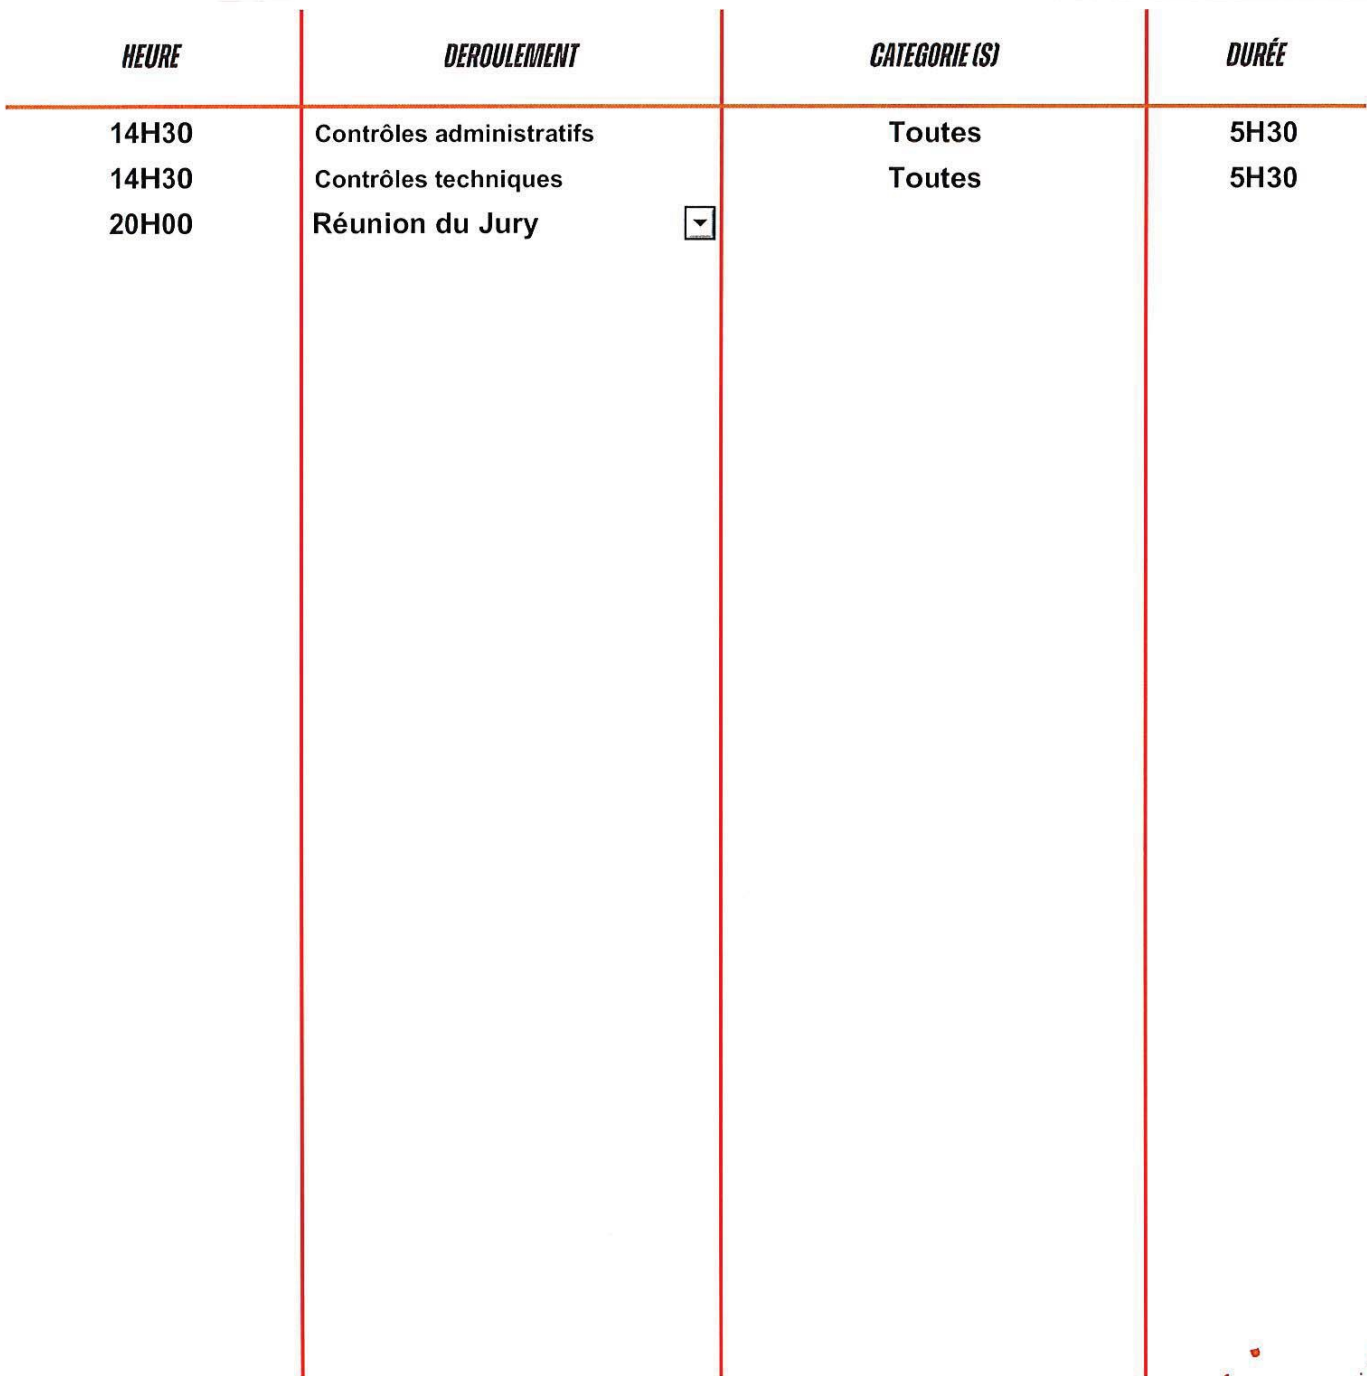 HEURE DEROULEMENT CATEGORIE (S) DURÉE
14H30 Contrôles administratifs Toutes 5H30
14H30 Contrôles techniques Toutes 5H30
20H00 Réunion du Jury